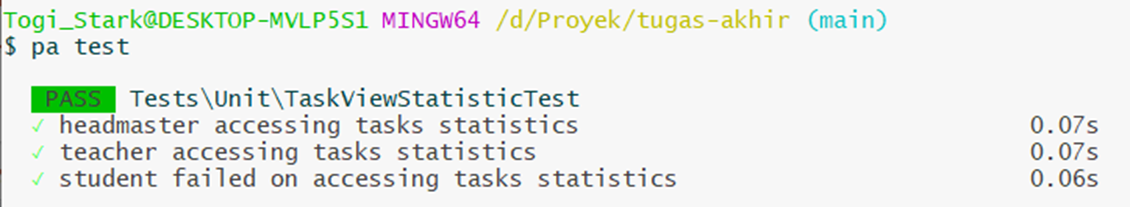 Togi_Stark@DESKTOP-MVLP5S1 MINGW64 /d/Proyek/tugas-akhir (main)
$ pa test
PASS Tests\Unit\TaskViewStatisticTest
✓ headmaster accessing tasks statistics 0.07s
✓ teacher accessing tasks statistics 0.07s
✓ student failed on accessing tasks statistics 0.06s